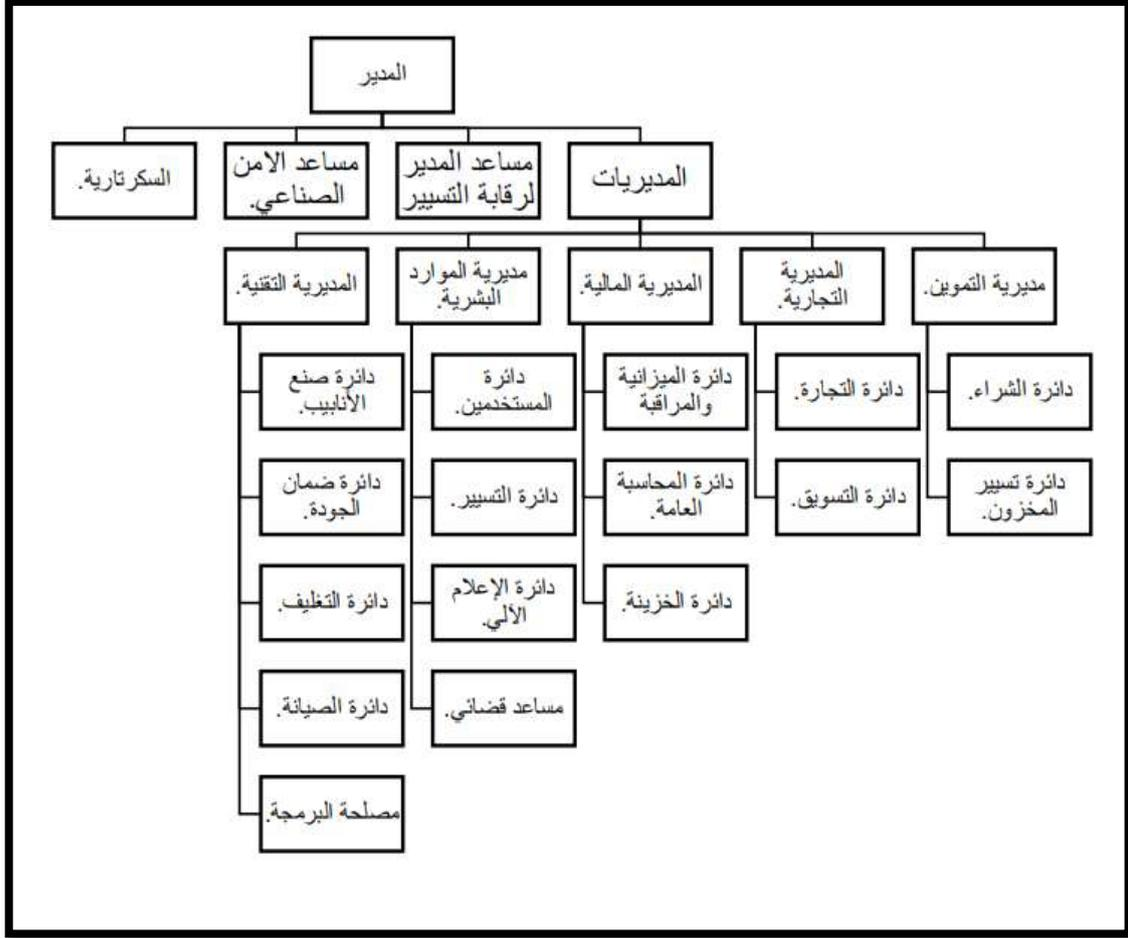 المدير
المديريات
مساعد المدير
لرقابة التسيير
مساعد الامن
الصناعي.
السكرتارية.
مديرية التموين.
المديرية
التجارية.
المديرية المالية.
مديرية الموارد
البشرية.
المديرية التقنية.
دائرة الشراء.
دائرة التجارة.
دائرة الميزانية
والمراقبة
دائرة
المستخدمين.
دائرة صنع
الأنابيب.
دائرة تسيير
المخزون.
دائرة التسويق.
دائرة المحاسبة
العامة.
دائرة التسيير.
دائرة ضمان
الجودة.
دائرة الخزينة.
دائرة الإعلام
الآلي.
دائرة التغليف.
مساعد قضائي.
دائرة الصيانة.
مصلحة البرمجة.